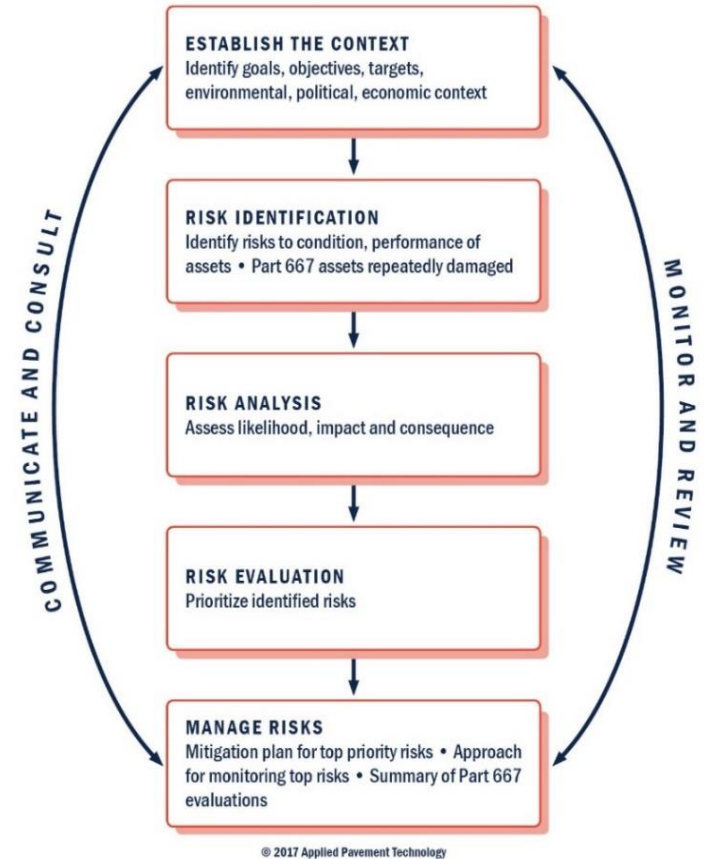 ESTABLISH THE CONTEXT
Identify goals, objectives, targets,
environmental, political, economic context
RISK IDENTIFICATION
Identify risks to condition, performance of
assets • Part 667 assets repeatedly damaged
COMMUNICATE AND CONSULT
MONITOR AND REVIEW
RISK ANALYSIS
Assess likelihood, impact and consequence
RISK EVALUATION
Prioritize identified risks
MANAGE RISKS
Mitigation plan for top priority risks • Approach
for monitoring top risks • Summary of Part 667
evaluations
© 2017 Applied Pavement Technology